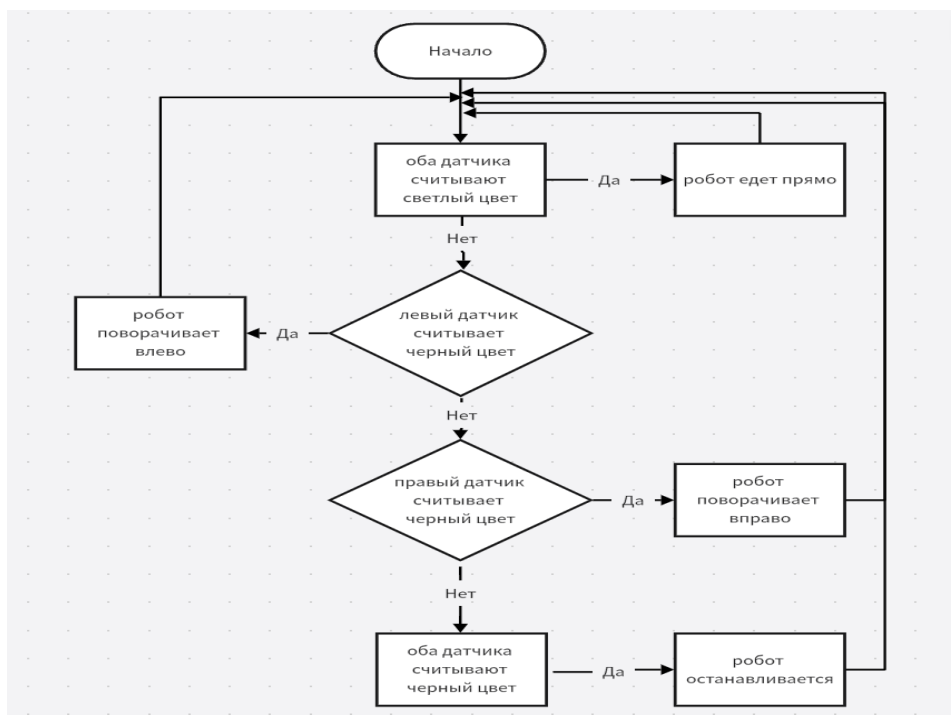 Начало
оба датчика
считывают
светлый цвет
Да
робот едет прямо
Нет
левый датчик
считывает
черный цвет
Да
робот
поворачивает
влево
Нет
правый датчик
считывает
черный цвет
Да
робот
поворачивает
вправо
Нет
оба датчика
считывают
черный цвет
Да
робот
останавливается